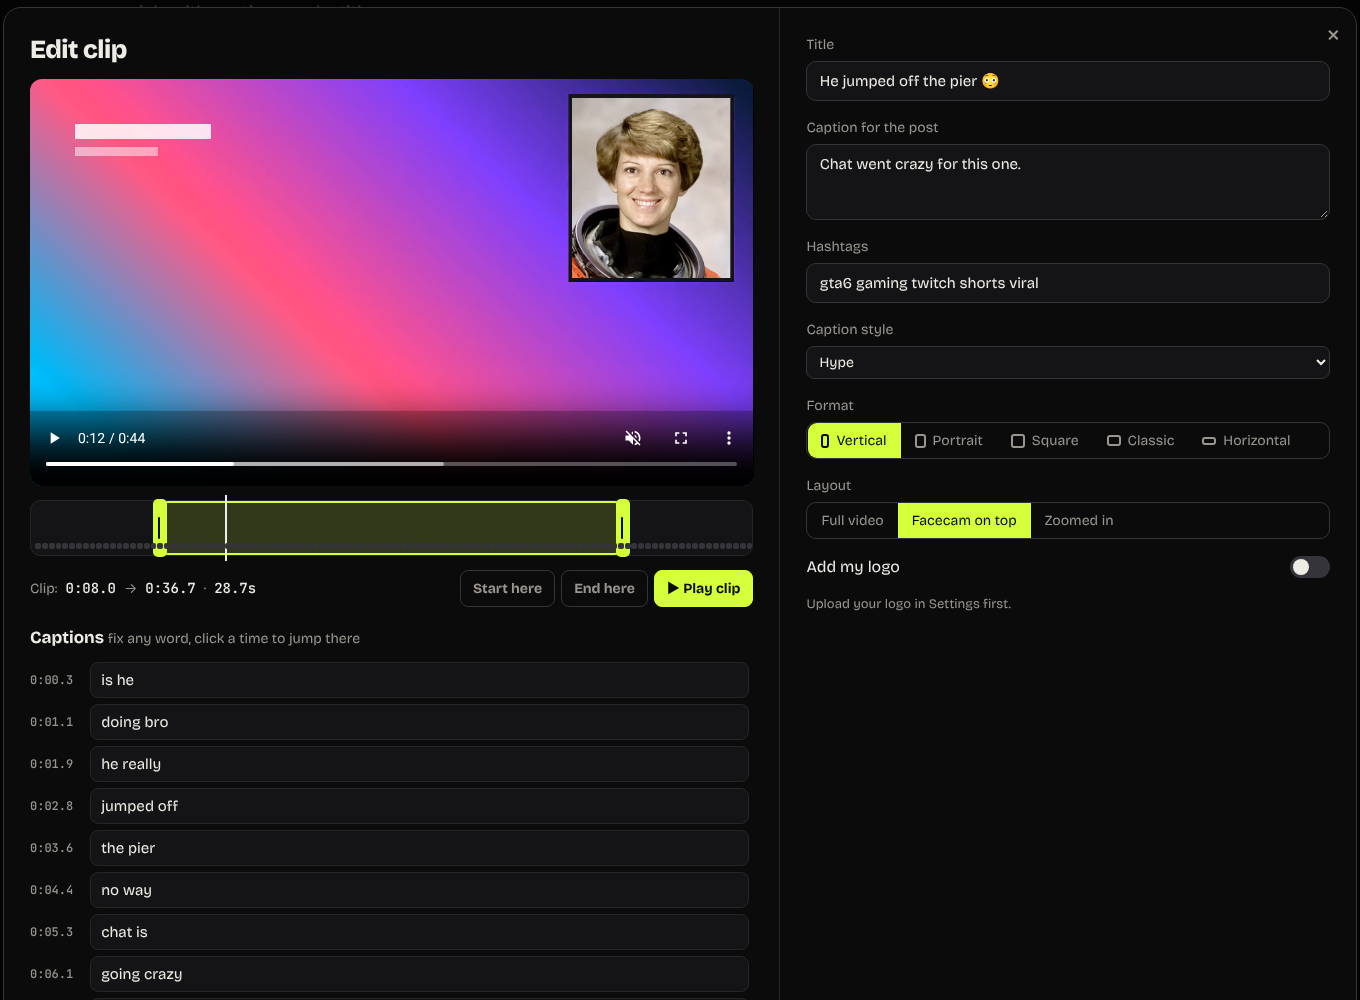 Edit clip
0:12 / 0:44
Clip: 0:08.0 → 0:36.7 · 28.7s
Start here
End here
Play clip
Captions fix any word, click a time to jump there
0:00.3 is he
0:01.1 doing bro
0:01.9 he really
0:02.8 jumped off
0:03.6 the pier
0:04.4 no way
0:05.3 chat is
0:06.1 going crazy
Title
He jumped off the pier 😳
Caption for the post
Chat went crazy for this one.
Hashtags
gta6 gaming twitch shorts viral
Caption style
Hype
Format
Vertical Portrait Square Classic Horizontal
Layout
Full video Facecam on top Zoomed in
Add my logo
Upload your logo in Settings first.